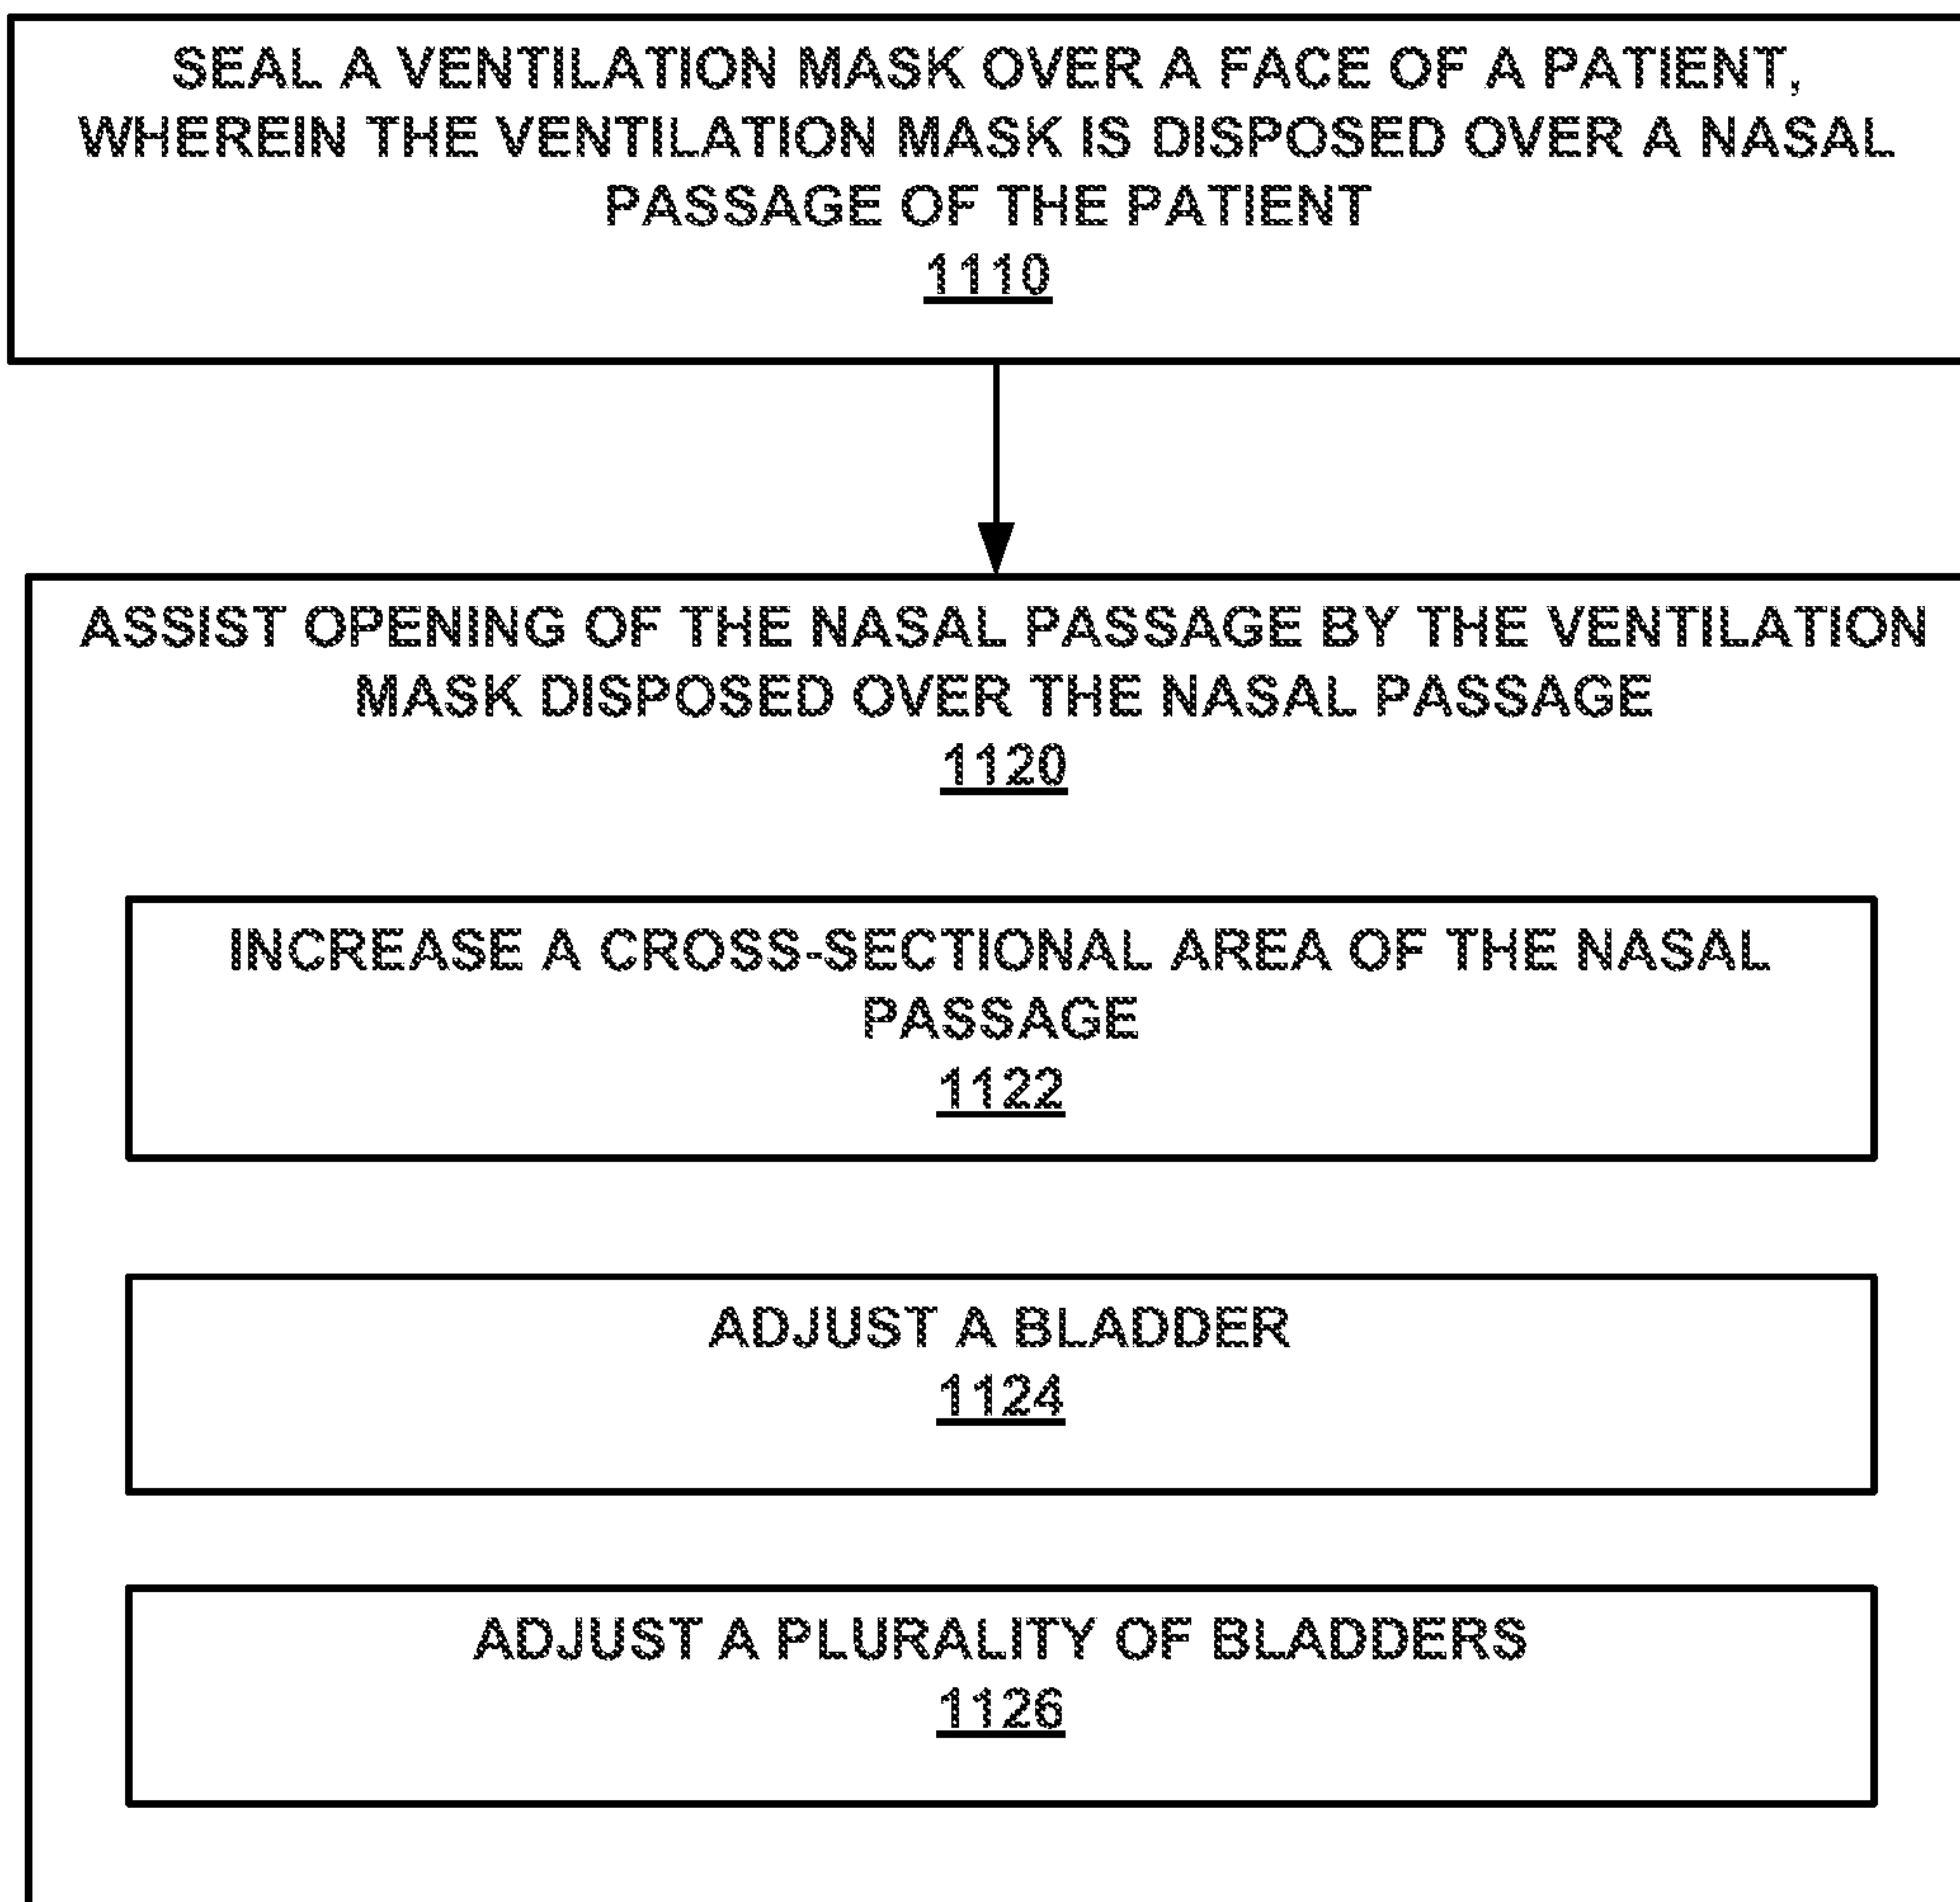 SEAL A VENTILATION MASK OVER A FACE OF A PATIENT,
WHEREIN THE VENTILATION MASK IS DISPOSED OVER A NASAL
PASSAGE OF THE PATIENT
1110
ASSIST OPENING OF THE NASAL PASSAGE BY THE VENTILATION
MASK DISPOSED OVER THE NASAL PASSAGE
1120
INCREASE A CROSS-SECTIONAL AREA OF THE NASAL
PASSAGE
1122
ADJUST A BLADDER
1124
ADJUST A PLURALITY OF BLADDERS
1126